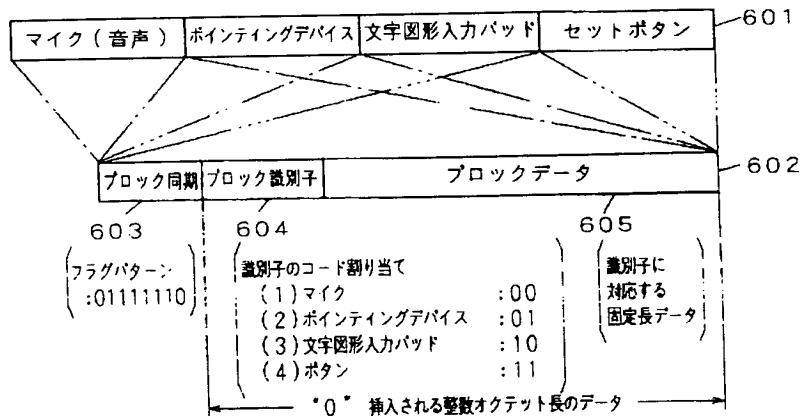 マイク(音声) ポインティングデバイス 文字図形入力パッド セットボタン 601
ブロック同期 ブロック識別子 ブロックデータ 602
603 604 605
フラグパターン
:01111110
識別子のコード割り当て
(1)マイク :00
(2)ポインティングデバイス :01
(3)文字図形入力パッド :10
(4)ボタン :11
識別子に
対応する
固定長データ
"0" 挿入される整数オクテット長のデータ